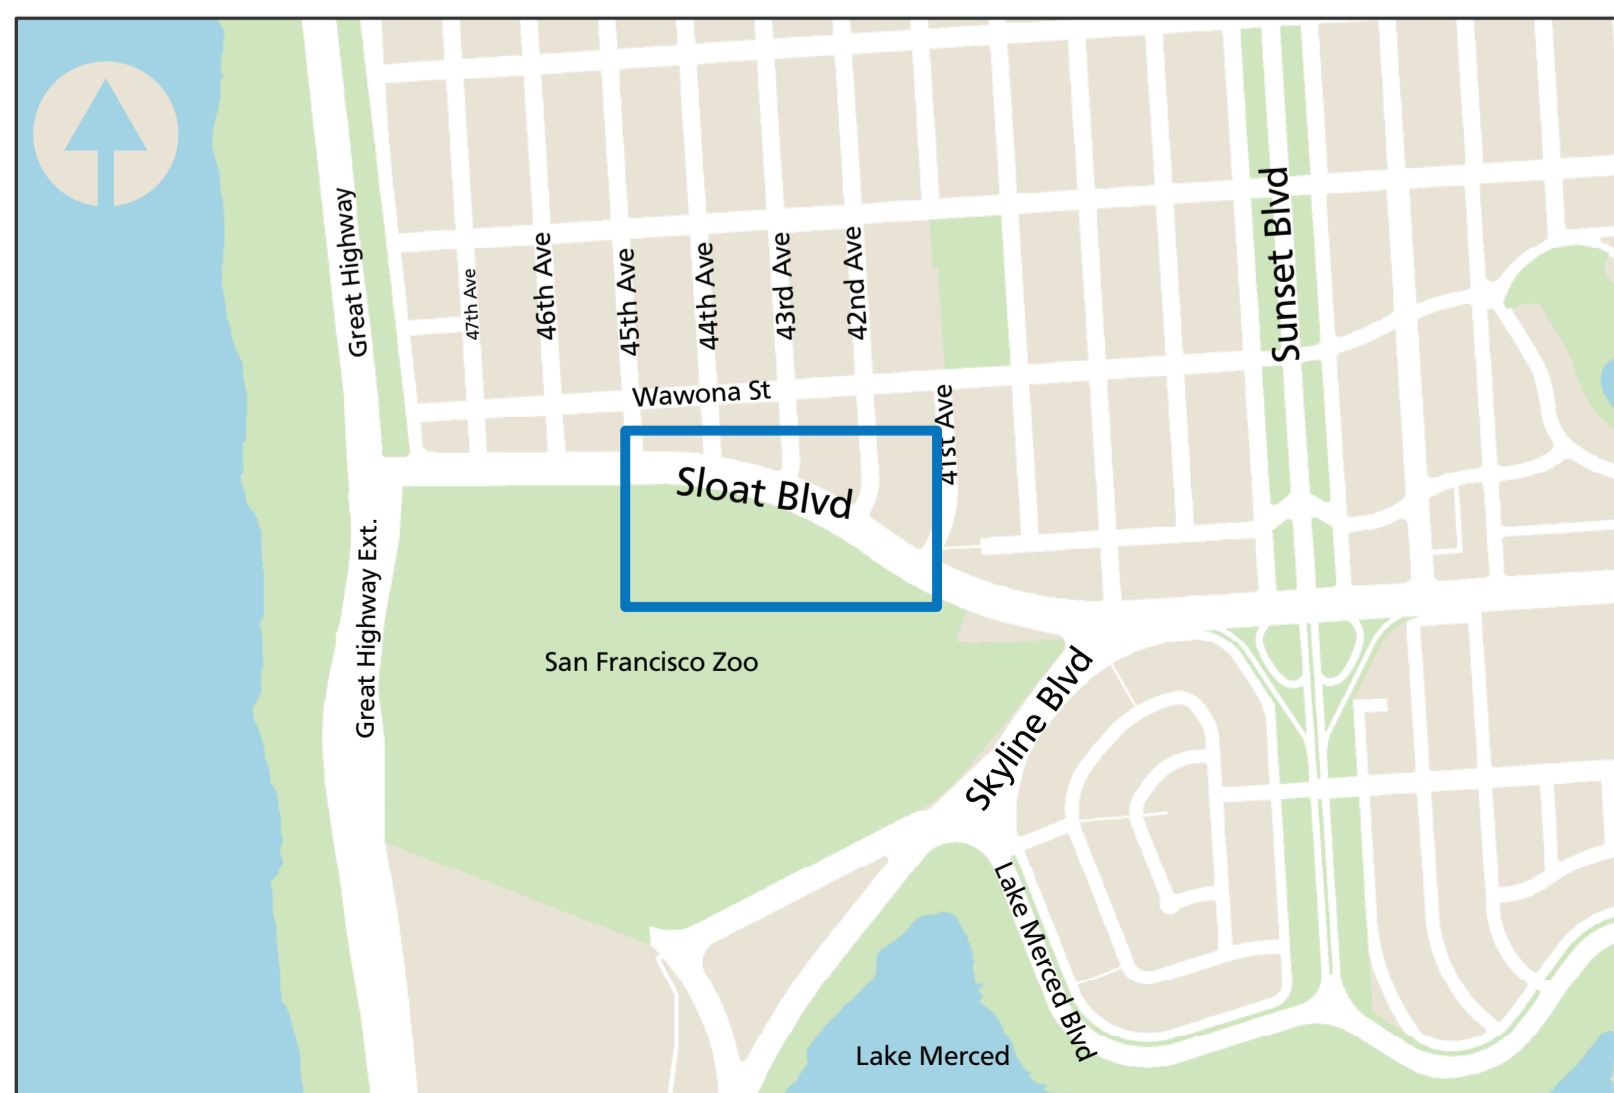 Great Highway
47th Ave
46th Ave
45th Ave
44th Ave
43rd Ave
42nd Ave
Sunset Blvd
Wawona St
41st Ave
Sloat Blvd
Great Highway Ext.
San Francisco Zoo
Skyline Blvd
Lake Merced Blvd
Lake Merced